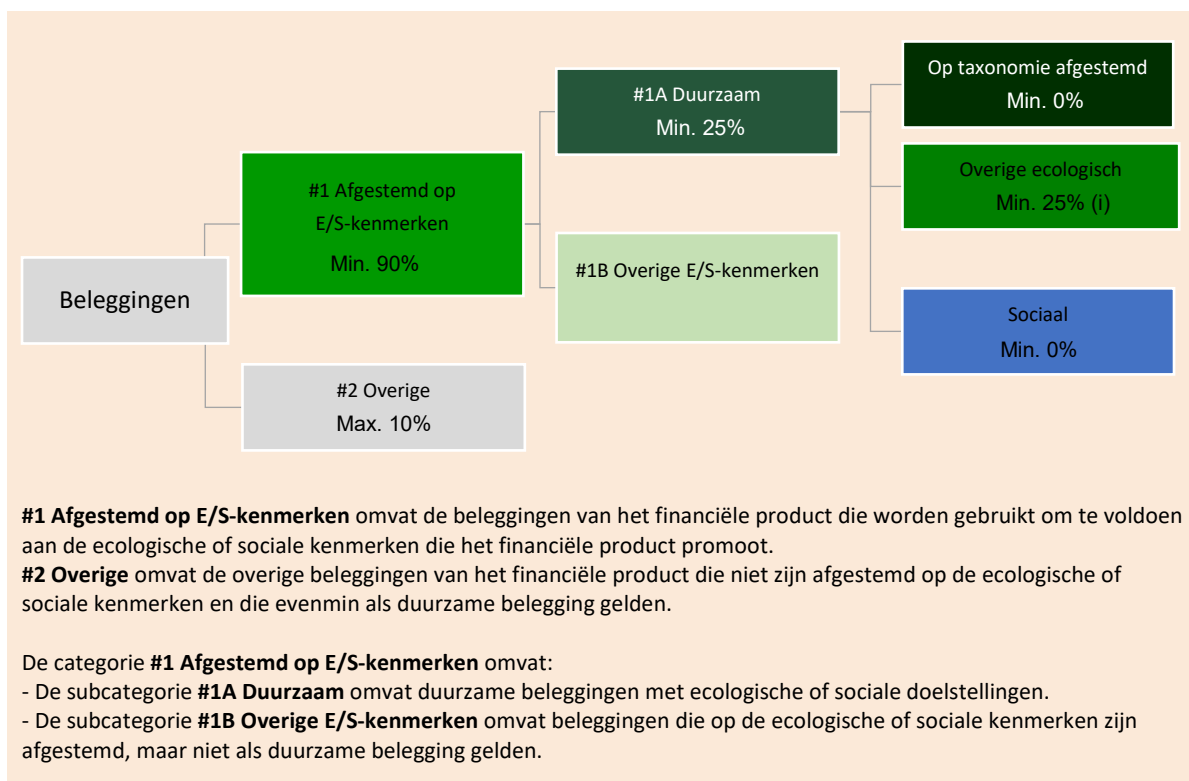 Beleggingen
#1 Afgestemd op
E/S-kenmerken
Min. 90%
#2 Overige
Max. 10%
#1A Duurzaam
Min. 25%
#1B Overige E/S-kenmerken
Op taxonomie afgestemd
Min. 0%
Overige ecologisch
Min. 25% (i)
Sociaal
Min. 0%
#1 Afgestemd op E/S-kenmerken omvat de beleggingen van het financiële product die worden gebruikt om te voldoen
aan de ecologische of sociale kenmerken die het financiële product promoot.
#2 Overige omvat de overige beleggingen van het financiële product die niet zijn afgestemd op de ecologische of
sociale kenmerken en die evenmin als duurzame belegging gelden.
De categorie #1 Afgestemd op E/S-kenmerken omvat:
- De subcategorie #1A Duurzaam omvat duurzame beleggingen met ecologische of sociale doelstellingen.
- De subcategorie #1B Overige E/S-kenmerken omvat beleggingen die op de ecologische of sociale kenmerken zijn
afgestemd, maar niet als duurzame belegging gelden.